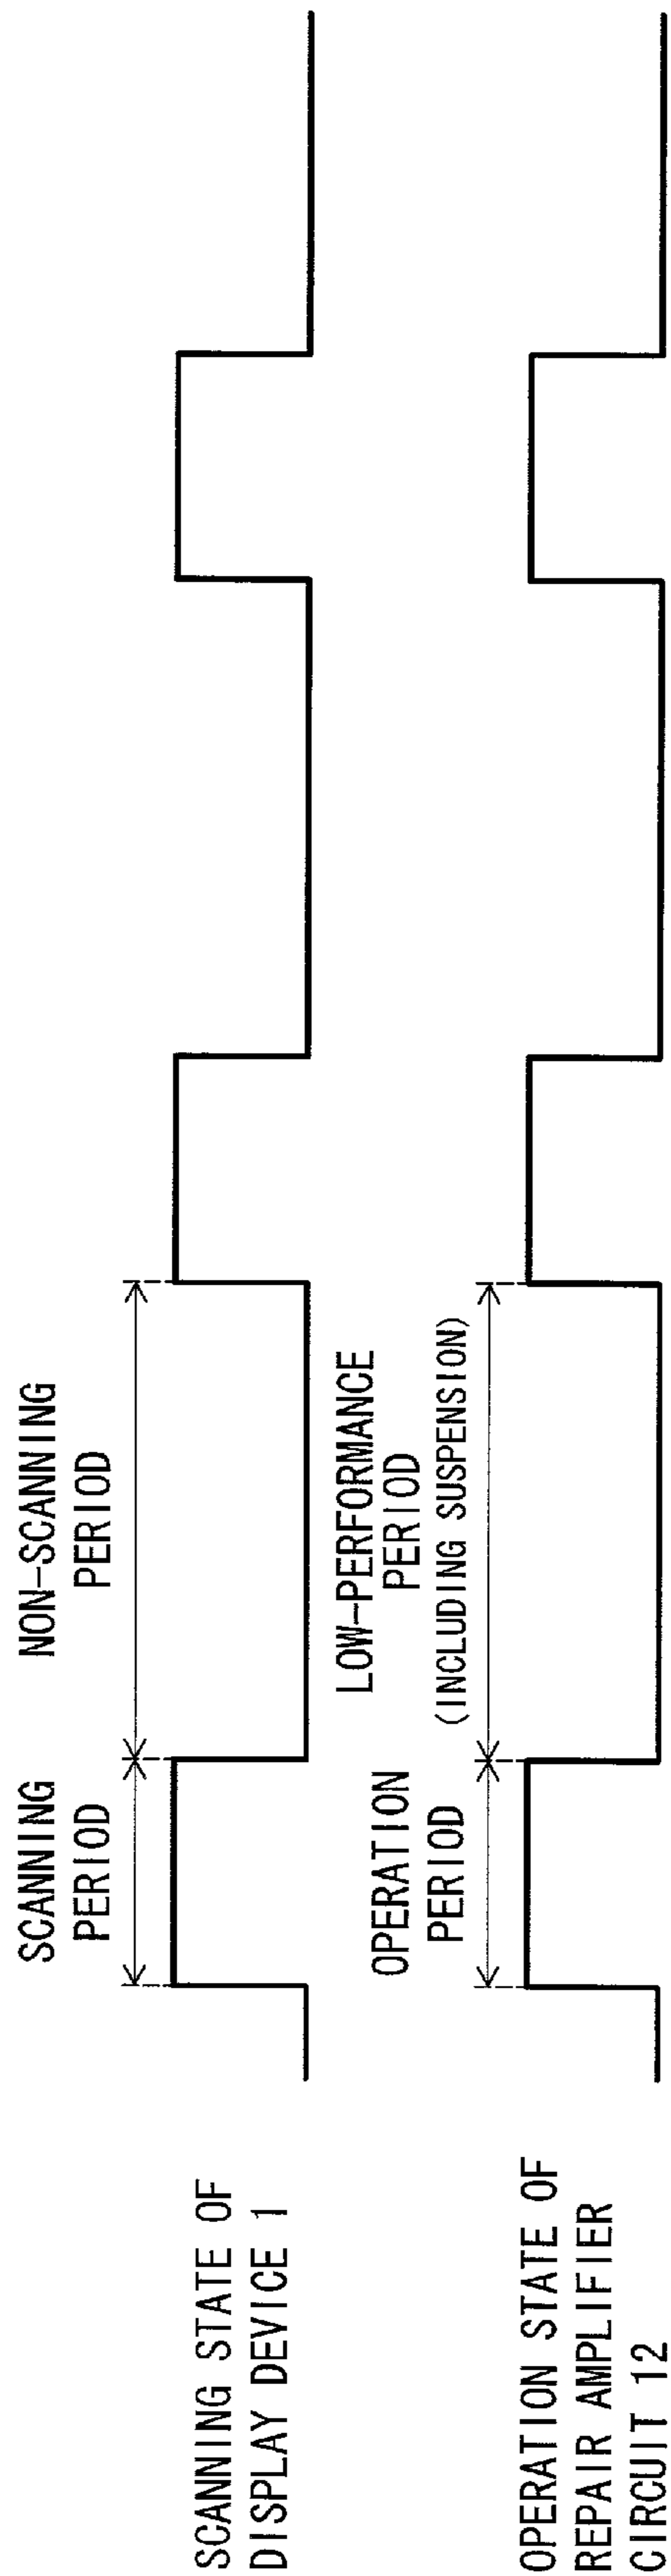 SCANNING
PERIOD
NON-SCANNING
PERIOD
SCANNING STATE OF
DISPLAY DEVICE 1
OPERATION
PERIOD
LOW-PERFORMANCE
PERIOD
(INCLUDING SUSPENSION)
OPERATION STATE OF
REPAIR AMPLIFIER
CIRCUIT 12